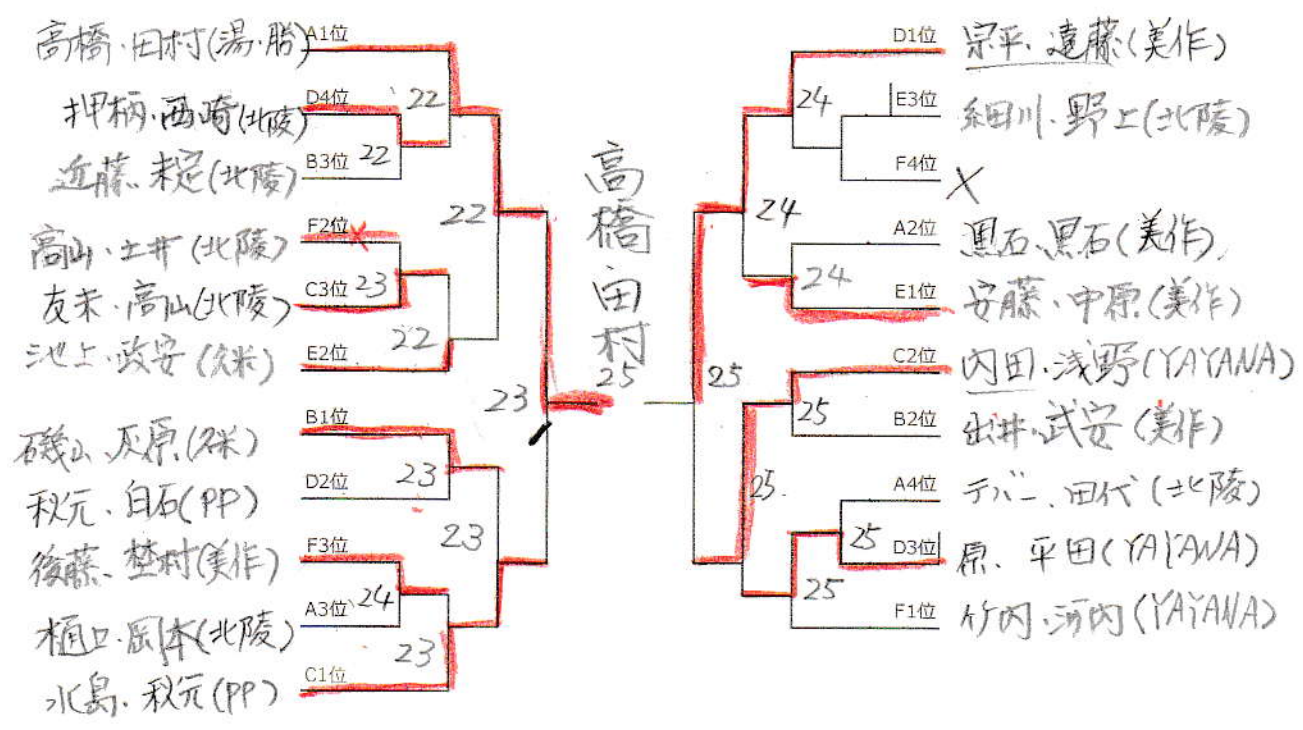 高橋・田村(湯・勝)
A1位
D4位
22
押柄・西崎(北陵)
B3位
22
近藤・末定(北陵)
22
F2位
高山・土井(北陵)
C3位
23
友末・高山(北陵)
22
E2位
池上・政安(久米)
23
B1位
磯山・灰原(久米)
D2位
23
秋元・白石(PP)
23
F3位
後藤・埜村(美作)
A3位
24
樋上・岡本(北陵)
23
C1位
水島・秋元(PP)
高橋田村
25
D1位
宗平・遠藤(美作)
24
E3位
細川・野上(北陵)
F4位
X
24
A2位
黒石・黒石(美作)
24
E1位
安藤・中原(美作)
25
C2位
内田・浅野(YAYANA)
25
B2位
出井・武安(美作)
25
A4位
デバー・田代(北陵)
25
D3位
原・平田(YAYANA)
25
F1位
竹内・河内(YAYANA)